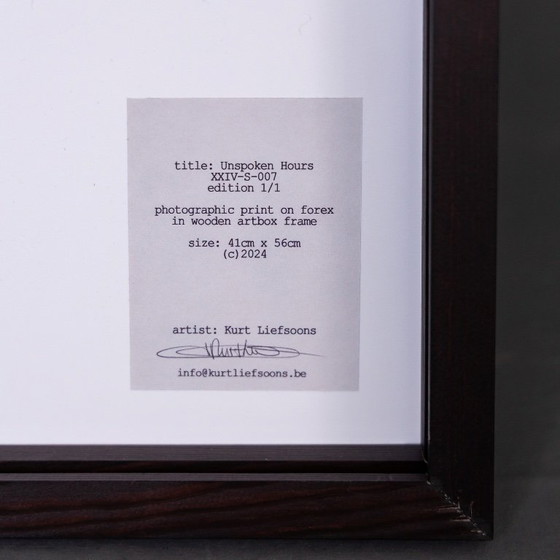 title: Unspoken Hours
XXIV-S-007
edition 1/1
photographic print on forex
in wooden artbox frame
size: 41cm x 56cm
(c)2024
artist: Kurt Liefsoons
info@kurtliefsoons.be